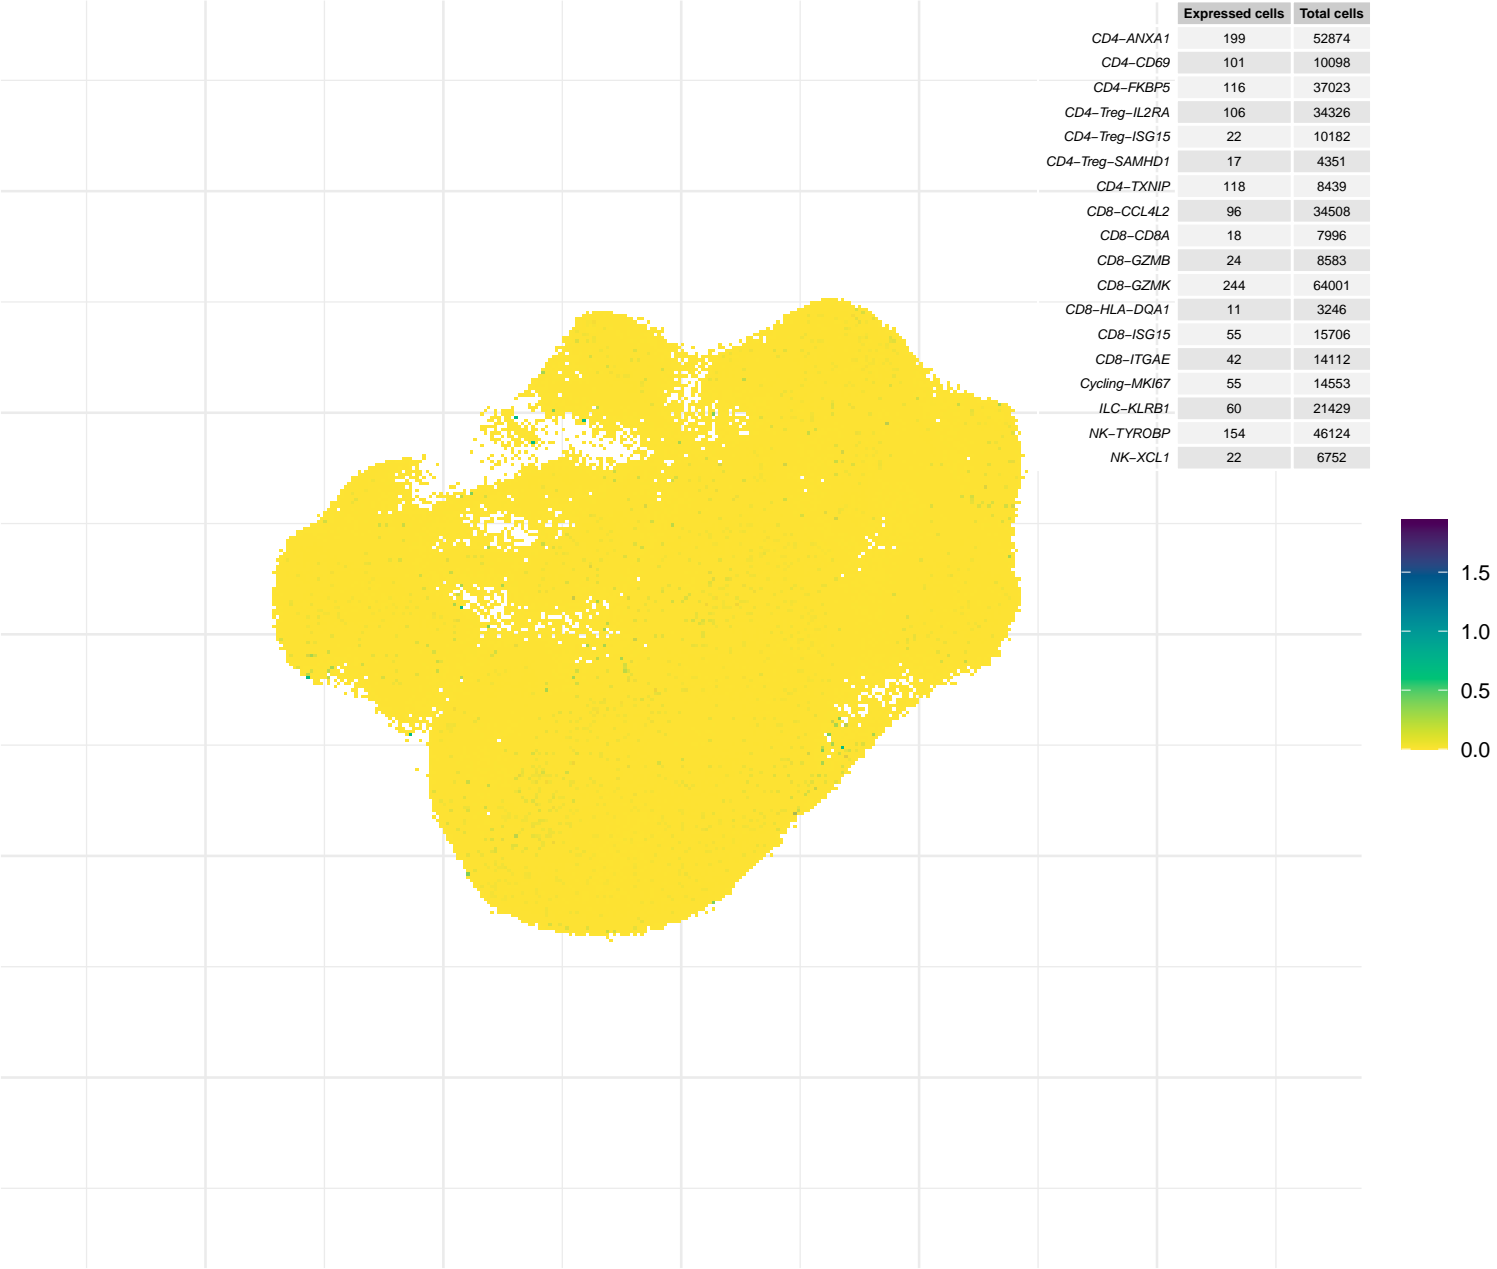 Expressed cells Total cells
CD4−ANXA1 199 52874
CD4−CD69 101 10098
CD4−FKBP5 116 37023
CD4−Treg−IL2RA 106 34326
CD4−Treg−ISG15 22 10182
CD4−Treg−SAMHD1 17 4351
CD4−TXNIP 118 8439
CD8−CCL4L2 96 34508
CD8−CD8A 18 7996
CD8−GZMB 24 8583
CD8−GZMK 244 64001
CD8−HLA−DQA1 11 3246
CD8−ISG15 55 15706
CD8−ITGAE 42 14112
Cycling−MKI67 55 14553
ILC−KLRB1 60 21429
NK−TYROBP 154 46124
NK−XCL1 22 6752
1.5
1.0
0.5
0.0